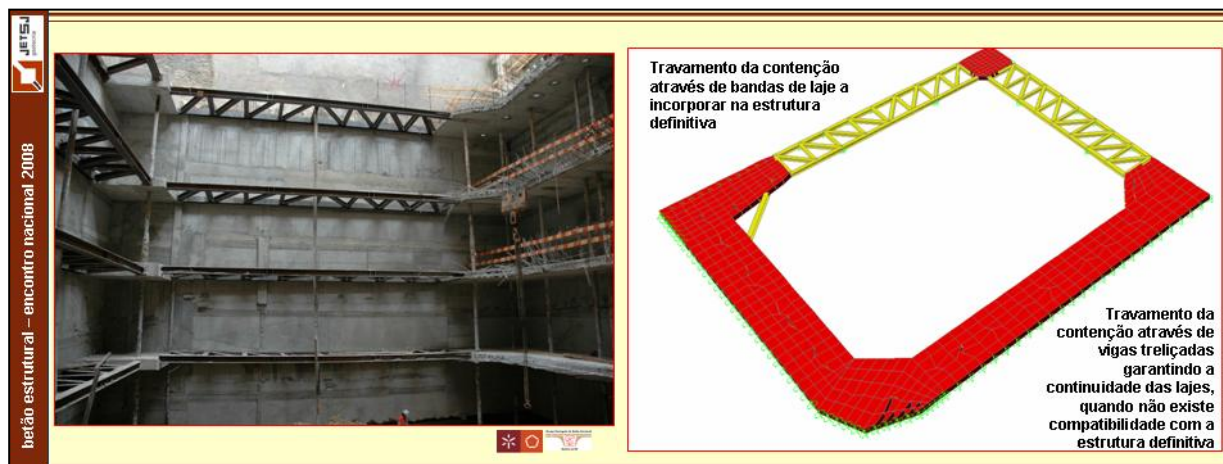 JETSJ
geotecnia
betão estrutural – encontro nacional 2008
Travamento da contenção
através de bandas de laje a
incorporar na estrutura
definitiva
Travamento da
contenção através de
vigas treliçadas
garantindo a
continuidade das lajes,
quando não existe
compatibilidade com a
estrutura definitiva